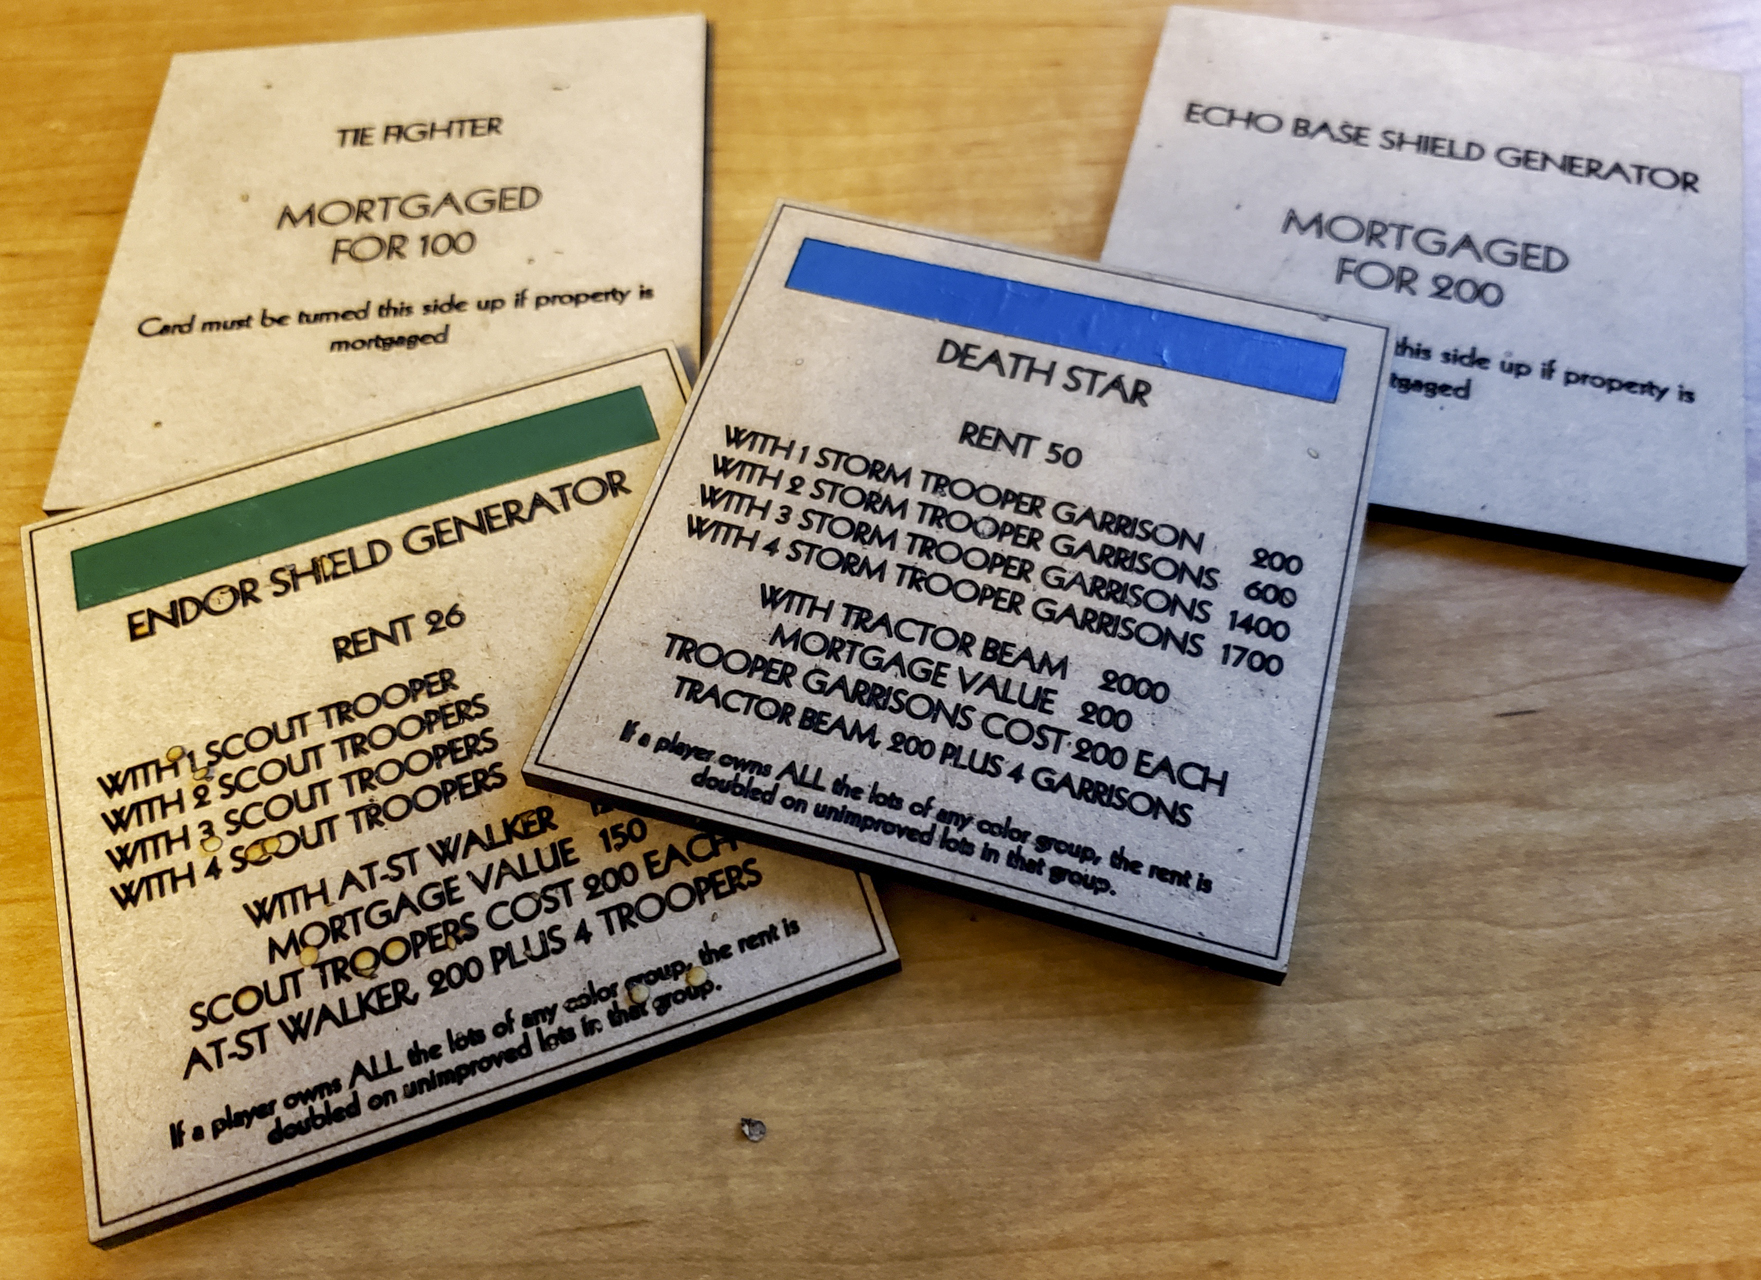 TIE FIGHTER
MORTGAGED
FOR 100
Card must be turned this side up if property is
mortgaged
ECHO BASE SHIELD GENERATOR
MORTGAGED
FOR 200
this side up if property is
DEATH STAR
RENT 50
WITH 1 STORM TROOPER GARRISON 200
WITH 2 STORM TROOPER GARRISONS 600
WITH 3 STORM TROOPER GARRISONS 1400
WITH 4 STORM TROOPER GARRISONS 1700
WITH TRACTOR BEAM 2000
MORTGAGE VALUE 200
TROOPER GARRISONS COST 200 EACH
TRACTOR BEAM, 200 PLUS 4 GARRISONS
If a player owns ALL the lots of any color group, the rent is
doubled on unimproved lots in that group.
ENDOR SHIELD GENERATOR
RENT 26
WITH 1 SCOUT TROOPER
WITH 2 SCOUT TROOPERS
WITH 3 SCOUT TROOPERS
WITH 4 SCOUT TROOPERS
WITH AT-ST WALKER
MORTGAGE VALUE 150
SCOUT TROOPERS COST 200 EACH
AT-ST WALKER, 200 PLUS 4 TROOPERS
If a player owns ALL the lots of any color group, the rent is
doubled on unimproved lots in that group.